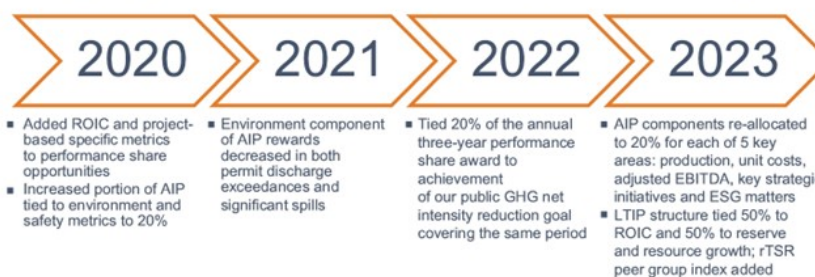 2020
2021
2022
2023
▪ Added ROIC and project-
based specific metrics
to performance share
opportunities
▪ Increased portion of AIP
tied to environment and
safety metrics to 20%
▪ Environment component
of AIP rewards
decreased in both
permit discharge
exceedances and
significant spills
▪ Tied 20% of the annual
three-year performance
share award to
achievement
of our public GHG net
intensity reduction goal
covering the same period
▪ AIP components re-allocated
to 20% for each of 5 key
areas: production, unit costs,
adjusted EBITDA, key strategi
initiatives and ESG matters
▪ LTIP structure tied 50% to
ROIC and 50% to reserve
and resource growth; rTSR
peer group index added